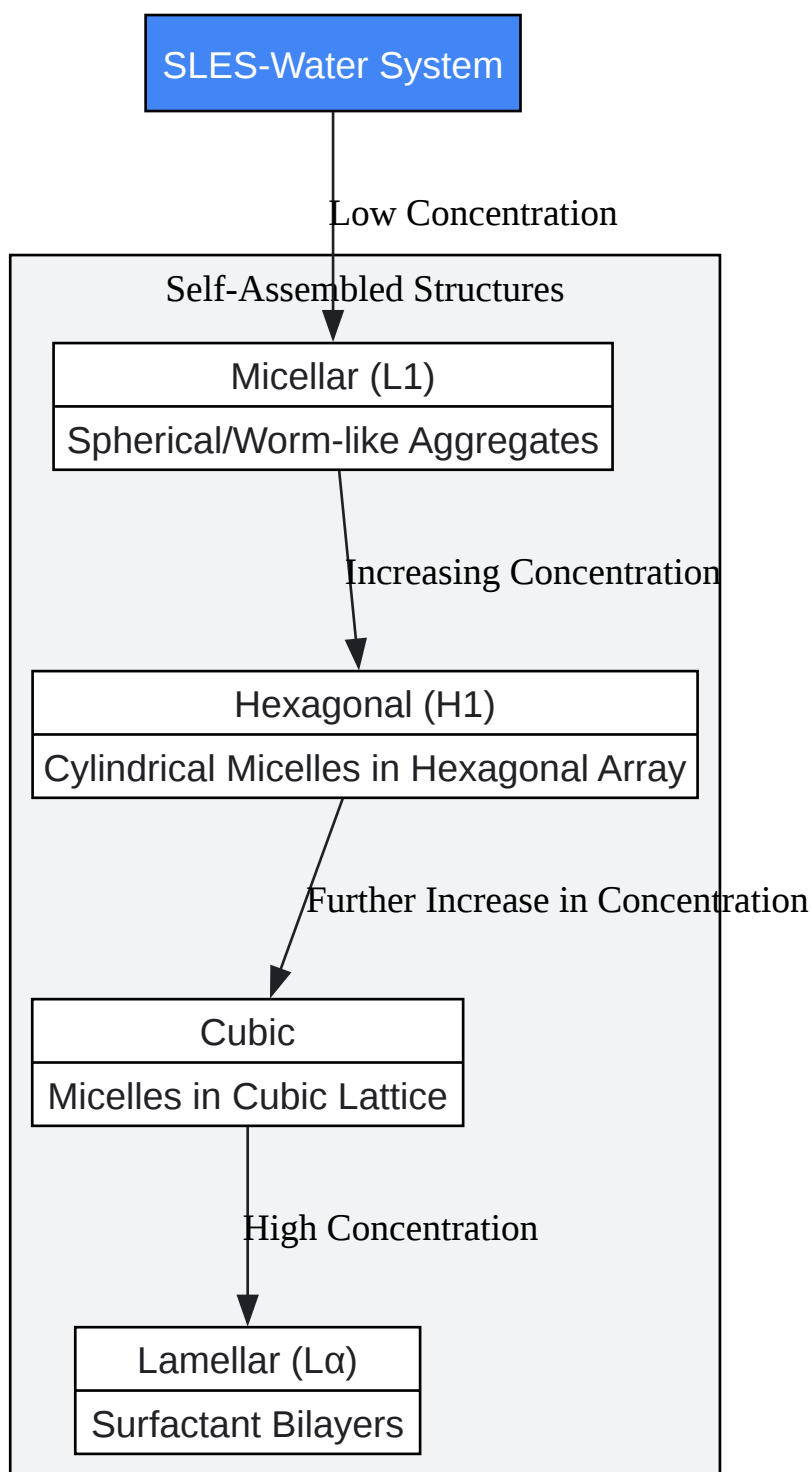 SLES-Water System
Low Concentration
Self-Assembled Structures
Micellar (L1)
Spherical/Worm-like Aggregates
Increasing Concentration
Hexagonal (H1)
Cylindrical Micelles in Hexagonal Array
Further Increase in Concentration
Cubic
Micelles in Cubic Lattice
High Concentration
Lamellar (Lα)
Surfactant Bilayers